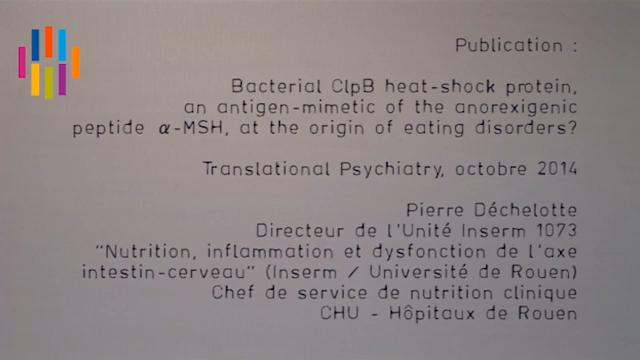 Publication :
Bacterial ClpB heat-shock protein,
an antigen-mimetic of the anorexigenic
peptide α-MSH, at the origin of eating disorders?
Translational Psychiatry, octobre 2014
Pierre Déchelotte
Directeur de l'Unité Inserm 1073
"Nutrition, inflammation et dysfonction de l'axe
intestin-cerveau" (Inserm / Université de Rouen)
Chef de service de nutrition clinique
CHU - Hôpitaux de Rouen